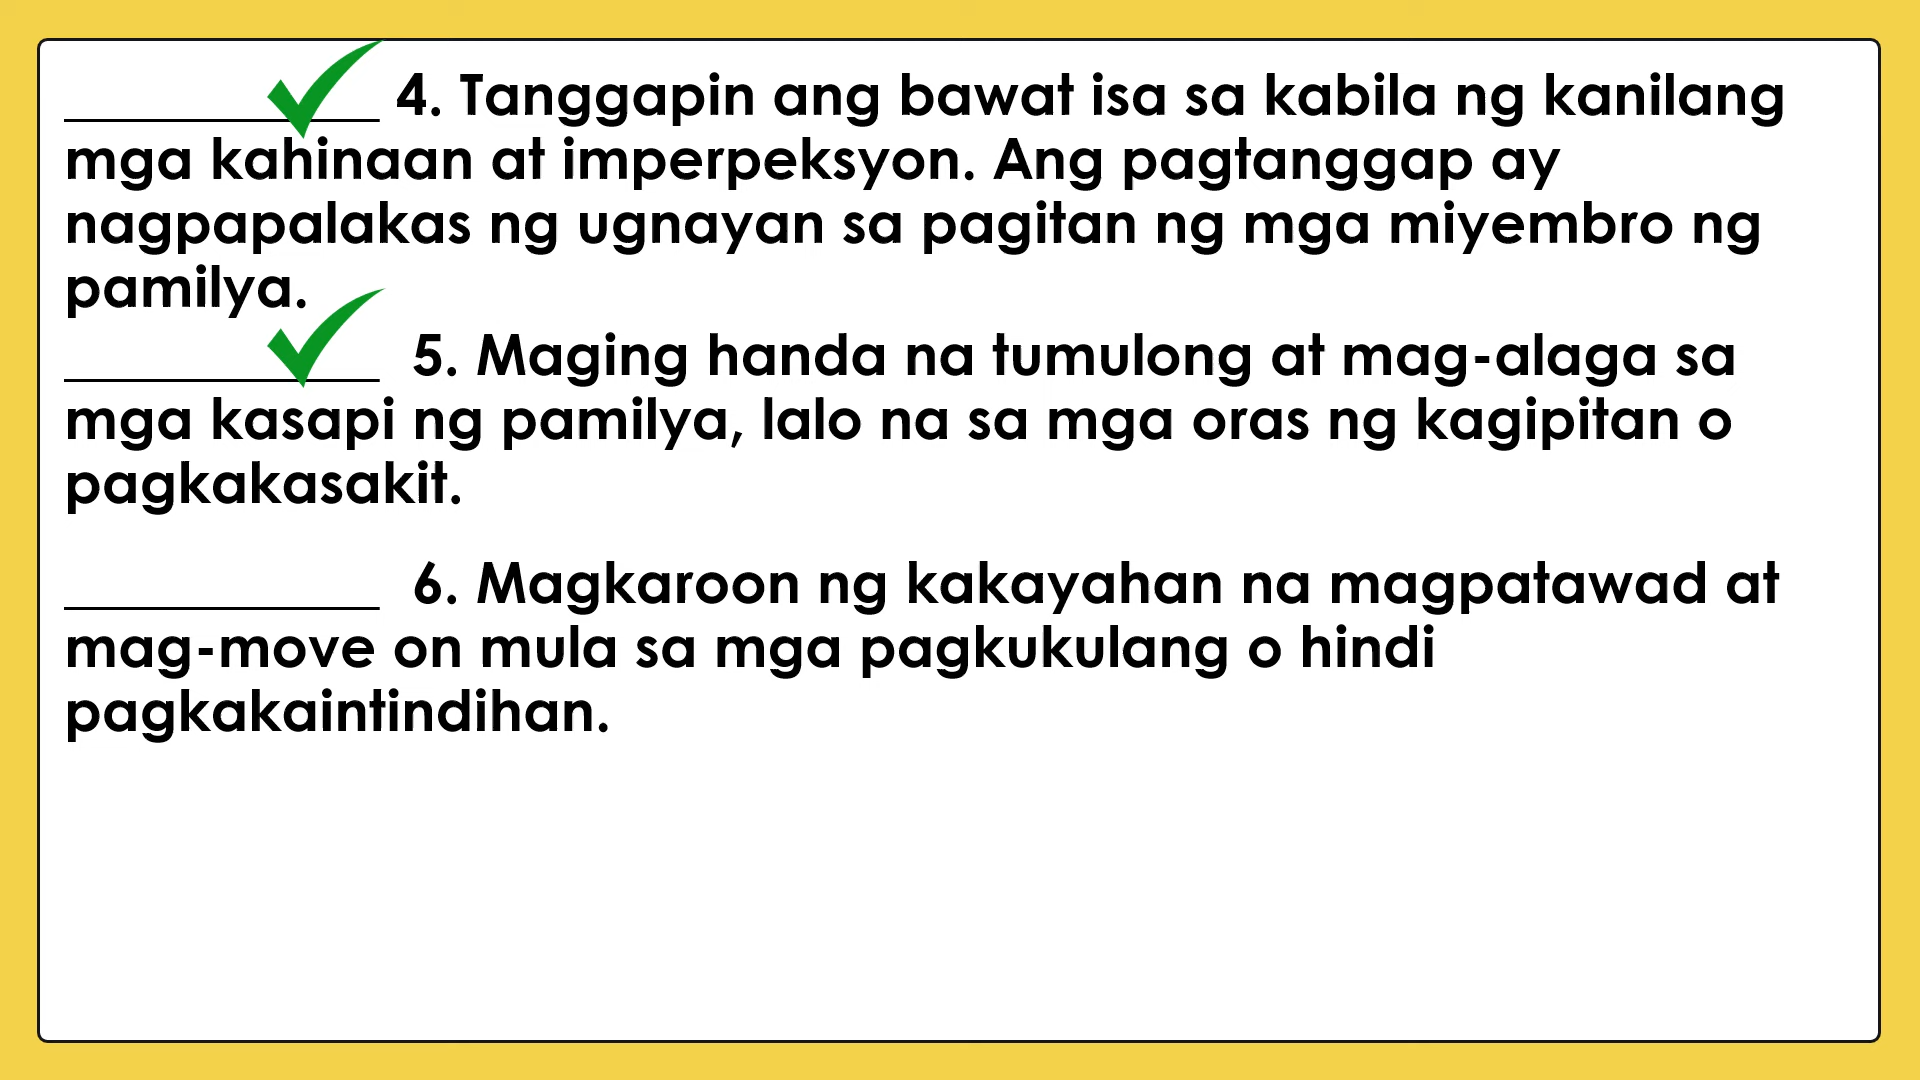 ___________ 4. Tanggapin ang bawat isa sa kabila ng kanilang
mga kahinaan at imperpeksyon. Ang pagtanggap ay
nagpapalakas ng ugnayan sa pagitan ng mga miyembro ng
pamilya.
___________ 5. Maging handa na tumulong at mag-alaga sa
mga kasapi ng pamilya, lalo na sa mga oras ng kagipitan o
pagkakasakit.
___________ 6. Magkaroon ng kakayahan na magpatawad at
mag-move on mula sa mga pagkukulang o hindi
pagkakaintindihan.